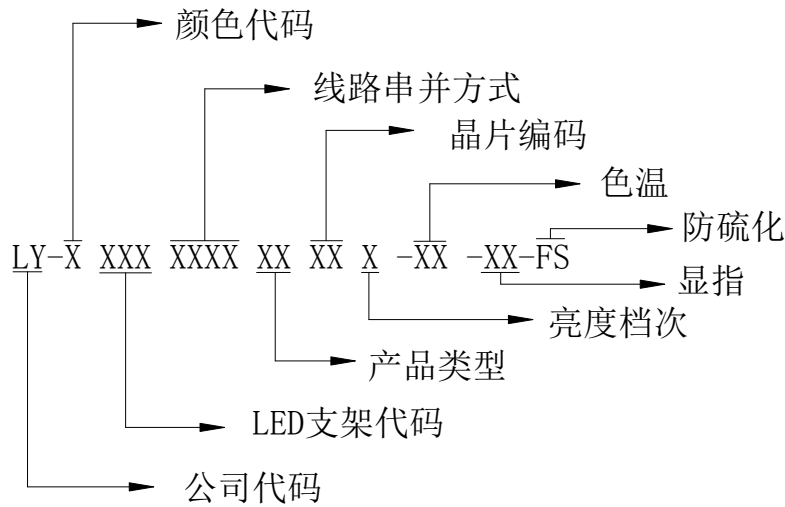 颜色代码
线路串并方式
晶片编码
色温
防硫化
LY-X XXX XXXX XX XX X -XX -XX-FS
显指
亮度档次
产品类型
LED支架代码
公司代码